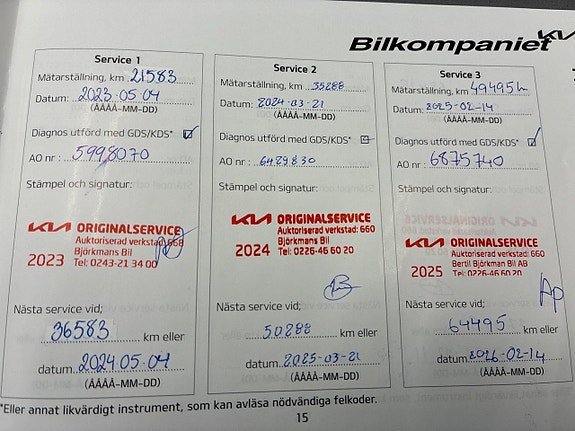 Bilkompaniet KIA
Service 1
Mätarställning, km 21583
Datum: 2023-05-04
(ÅÅÅÅ-MM-DD)
Diagnos utförd med GDS/KDS*
AO nr: 5998070
Stämpel och signatur:
KIA ORIGINALSERVICE
Auktoriserad verkstad: 668
Björkmans Bil
2023 Tel: 0243-21 34 00
Nästa service vid;
36583 km eller
datum. 2024-05-04
(ÅÅÅÅ-MM-DD)
Service 2
Mätarställning, km 35288
Datum: 2024-03-21
(ÅÅÅÅ-MM-DD)
Diagnos utförd med GDS/KDS*
AO nr: 6429830
Stämpel och signatur:
KIA ORIGINALSERVICE
Auktoriserad verkstad: 660
2024 Björkmans Bil
Tel: 0226-46 60 20
Nästa service vid;
50288 km eller
datum. 2025-03-21
(ÅÅÅÅ-MM-DD)
Service 3
Mätarställning, km 49495
Datum: 2025-02-14
(ÅÅÅÅ-MM-DD)
Diagnos utförd med GDS/KDS*
AO nr: 6875740
Stämpel och signatur:
KIA ORIGINALSERVICE
Auktoriserad verkstad: 660
Bertil Björkman Bil AB
2025 Tel: 0226-46 60 20
Nästa service vid;
64495 km eller
datum. 2026-02-14
(ÅÅÅÅ-MM-DD)
*Eller annat likvärdigt instrument, som kan avläsa nödvändiga felkoder.
15